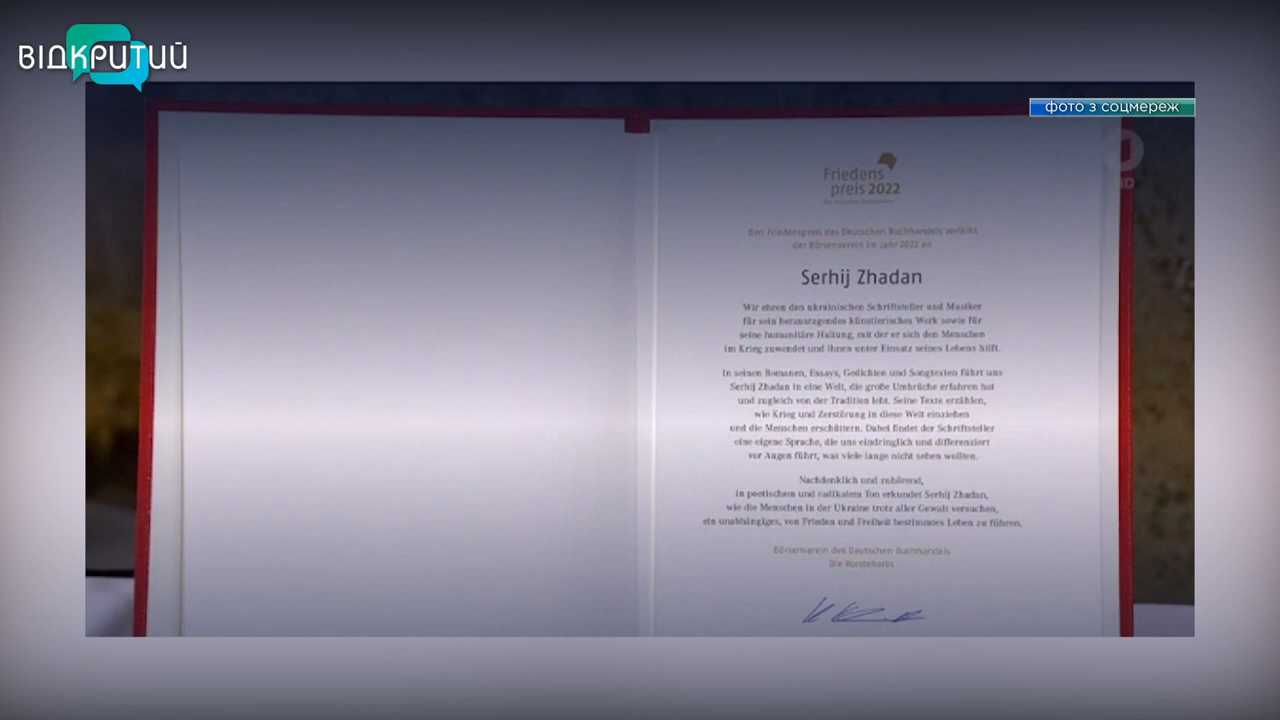 ВІДКРИТИЙ
фото з соцмереж
Friedens
preis 2022
Den Friedenspreis des Deutschen Buchhandels verleiht
der Börsenverein im Jahr 2022 an
Serhij Zhadan
Wir ehren den ukrainischen Schriftsteller und Musiker
für sein herausragendes künstlerisches Werk sowie für
seine humanitäre Haltung, mit der er sich den Menschen
im Krieg zuwendet und ihnen unter Einsatz seines Lebens hilft.
In seinen Romanen, Essays, Gedichten und Songtexten führt uns
Serhij Zhadan in eine Welt, die große Umbrüche erfahren hat
und zugleich von der Tradition lebt. Seine Texte erzählen,
wie Krieg und Zerstörung in diese Welt einziehen
und die Menschen erschüttern. Dabei findet der Schriftsteller
eine eigene Sprache, die uns eindringlich und differenziert
vor Augen führt, was viele lange nicht sehen wollten.
Nachdenklich und zuhörend,
in poetischem und radikalem Ton erkundet Serhij Zhadan,
wie die Menschen in der Ukraine trotz aller Gewalt versuchen,
ein unabhängiges, von Frieden und Freiheit bestimmtes Leben zu führen.
Börsenverein des Deutschen Buchhandels
Die Vorsteherin